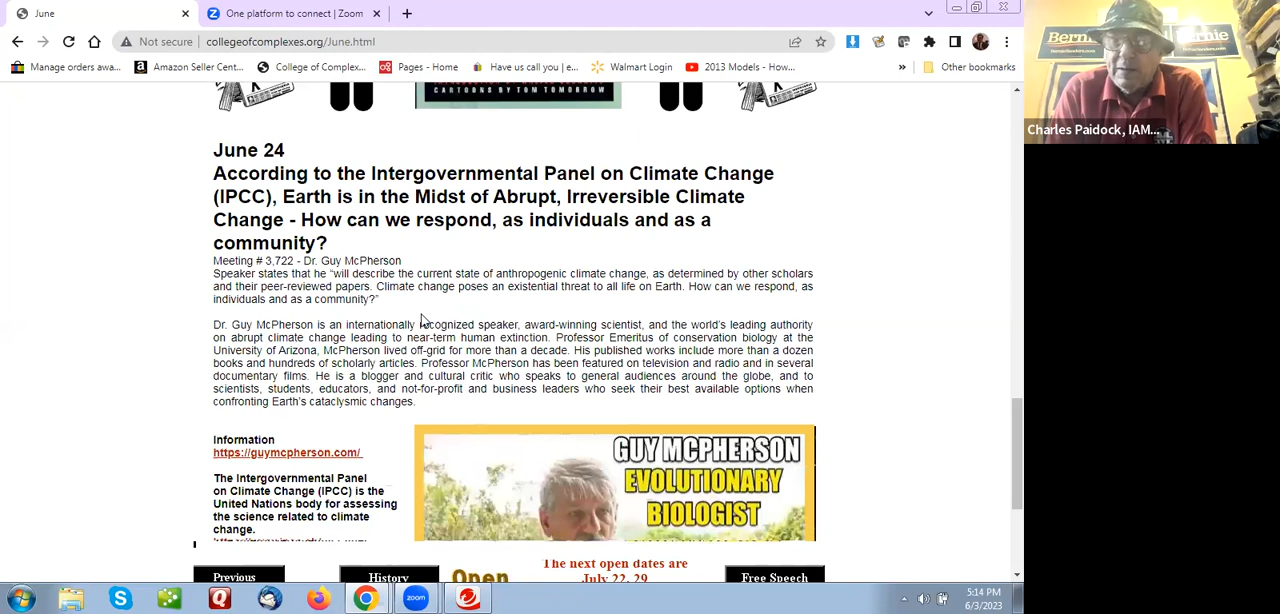 June
One platform to connect | Zoom
Not secure
collegeofcomplexes.org/June.html
Manage orders awa...
Amazon Seller Cent...
College of Complex...
Pages - Home
Have us call you | e...
Walmart Login
2013 Models - How...
»
Other bookmarks
CARTOONS BY TOM TOMORROW
June 24
According to the Intergovernmental Panel on Climate Change
(IPCC), Earth is in the Midst of Abrupt, Irreversible Climate
Change - How can we respond, as individuals and as a
community?
Meeting # 3,722 - Dr. Guy McPherson
Speaker states that he “will describe the current state of anthropogenic climate change, as determined by other scholars
and their peer-reviewed papers. Climate change poses an existential threat to all life on Earth. How can we respond, as
individuals and as a community?”
Dr. Guy McPherson is an internationally recognized speaker, award-winning scientist, and the world's leading authority
on abrupt climate change leading to near-term human extinction. Professor Emeritus of conservation biology at the
University of Arizona, McPherson lived off-grid for more than a decade. His published works include more than a dozen
books and hundreds of scholarly articles. Professor McPherson has been featured on television and radio and in several
documentary films. He is a blogger and cultural critic who speaks to general audiences around the globe, and to
scientists, students, educators, and not-for-profit and business leaders who seek their best available options when
confronting Earth's cataclysmic changes.
Information
https://guymcpherson.com/
The Intergovernmental Panel
on Climate Change (IPCC) is the
United Nations body for assessing
the science related to climate
change.
GUY MCPHERSON
EVOLUTIONARY
BIOLOGIST
Previous
History
Open
The next open dates are
July 22, 29
Free Speech
zoom
5:14 PM
6/3/2023
Bernie
Bernie
Charles Paidock, IAM...